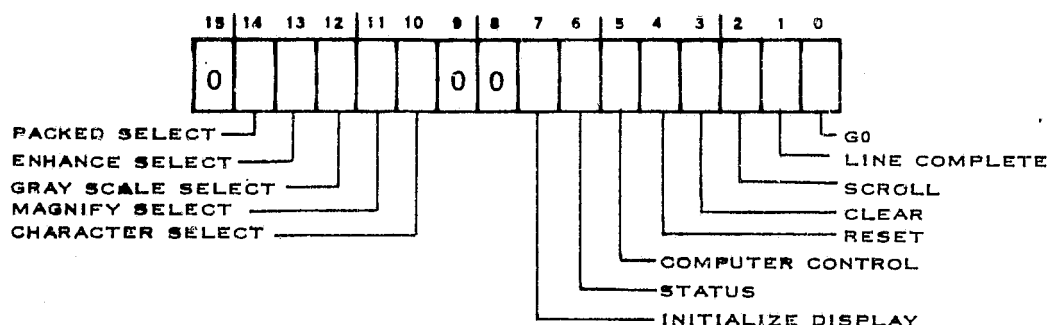 15 14 13 12 11 10 9 8 7 6 5 4 3 2 1 0
0 0 0
PACKED SELECT
ENHANCE SELECT
GRAY SCALE SELECT
MAGNIFY SELECT
CHARACTER SELECT
GO
LINE COMPLETE
SCROLL
CLEAR
RESET
COMPUTER CONTROL
STATUS
INITIALIZE DISPLAY